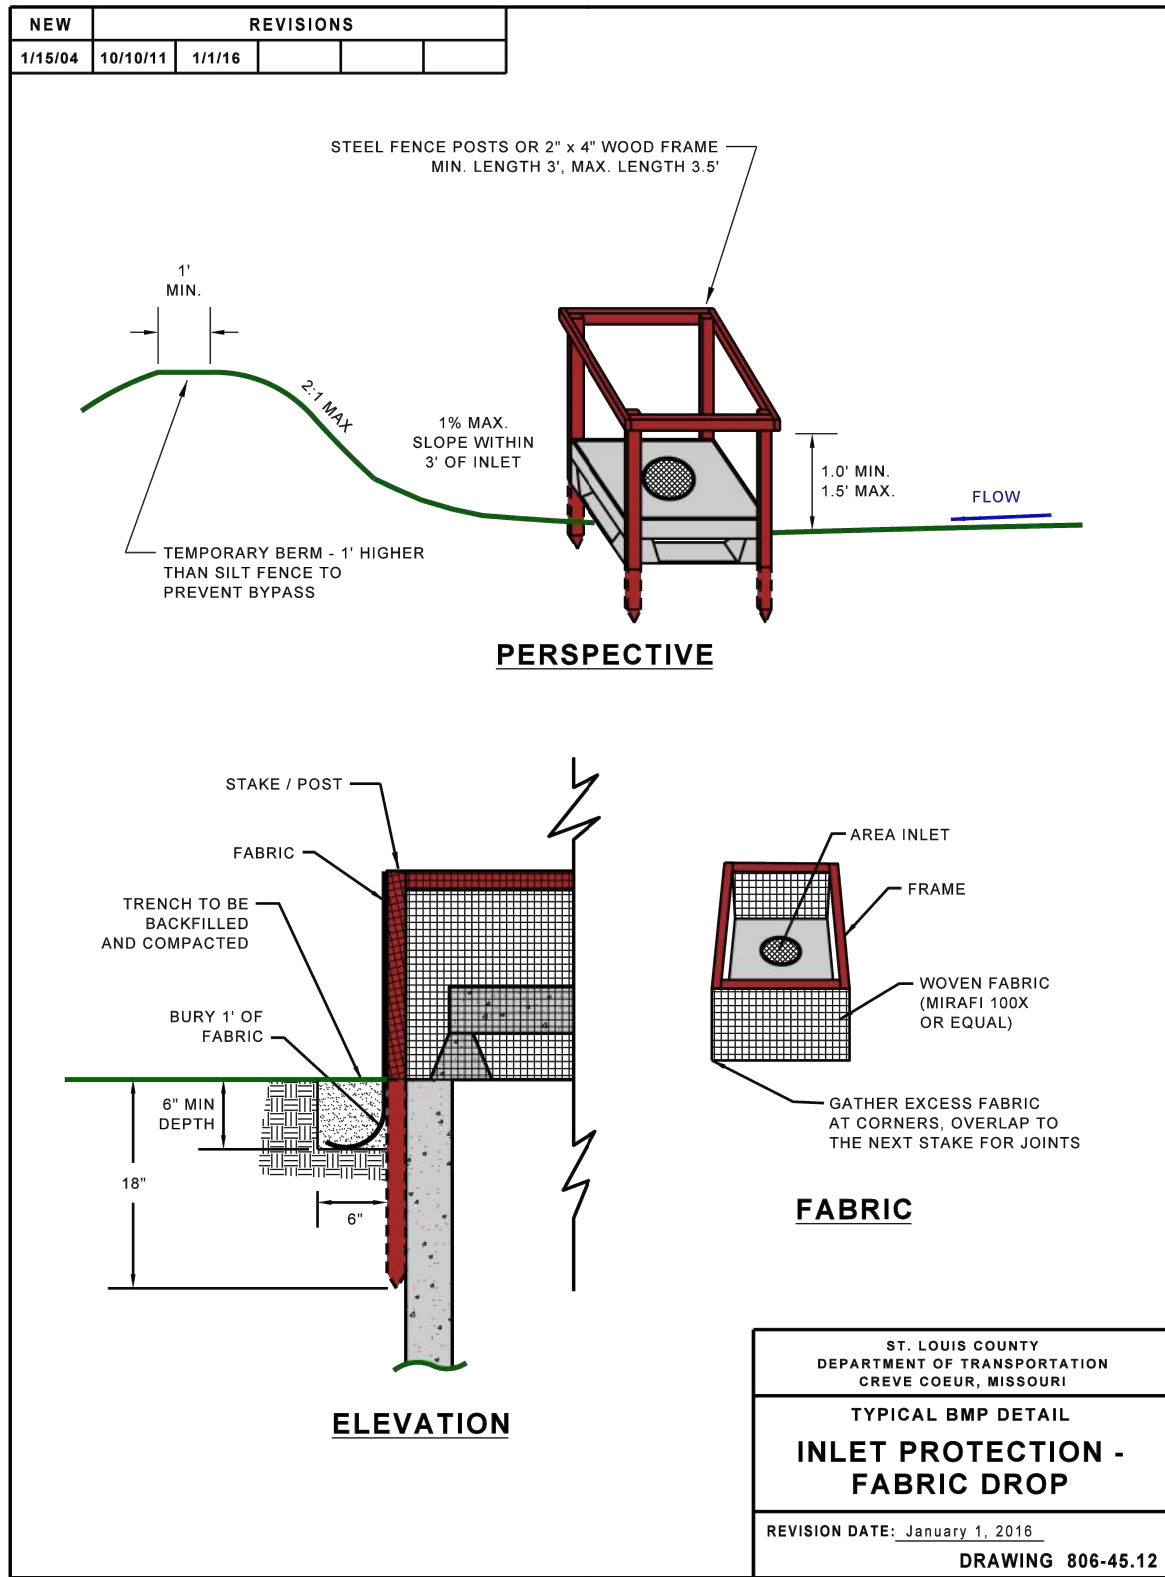 NEW REVISIONS
1/15/04 10/10/11 1/1/16
STEEL FENCE POSTS OR 2" x 4" WOOD FRAME
MIN. LENGTH 3', MAX. LENGTH 3.5'
1'
MIN.
2:1 MAX
1% MAX.
SLOPE WITHIN
3' OF INLET
1.0' MIN.
1.5' MAX.
FLOW
TEMPORARY BERM - 1' HIGHER
THAN SILT FENCE TO
PREVENT BYPASS
PERSPECTIVE
STAKE / POST
FABRIC
TRENCH TO BE
BACKFILLED
AND COMPACTED
BURY 1' OF
FABRIC
6" MIN
DEPTH
18"
6"
ELEVATION
AREA INLET
FRAME
WOVEN FABRIC
(MIRAFI 100X
OR EQUAL)
GATHER EXCESS FABRIC
AT CORNERS, OVERLAP TO
THE NEXT STAKE FOR JOINTS
FABRIC
ST. LOUIS COUNTY
DEPARTMENT OF TRANSPORTATION
CREVE COEUR, MISSOURI
TYPICAL BMP DETAIL
INLET PROTECTION -
FABRIC DROP
REVISION DATE: January 1, 2016
DRAWING 806-45.12